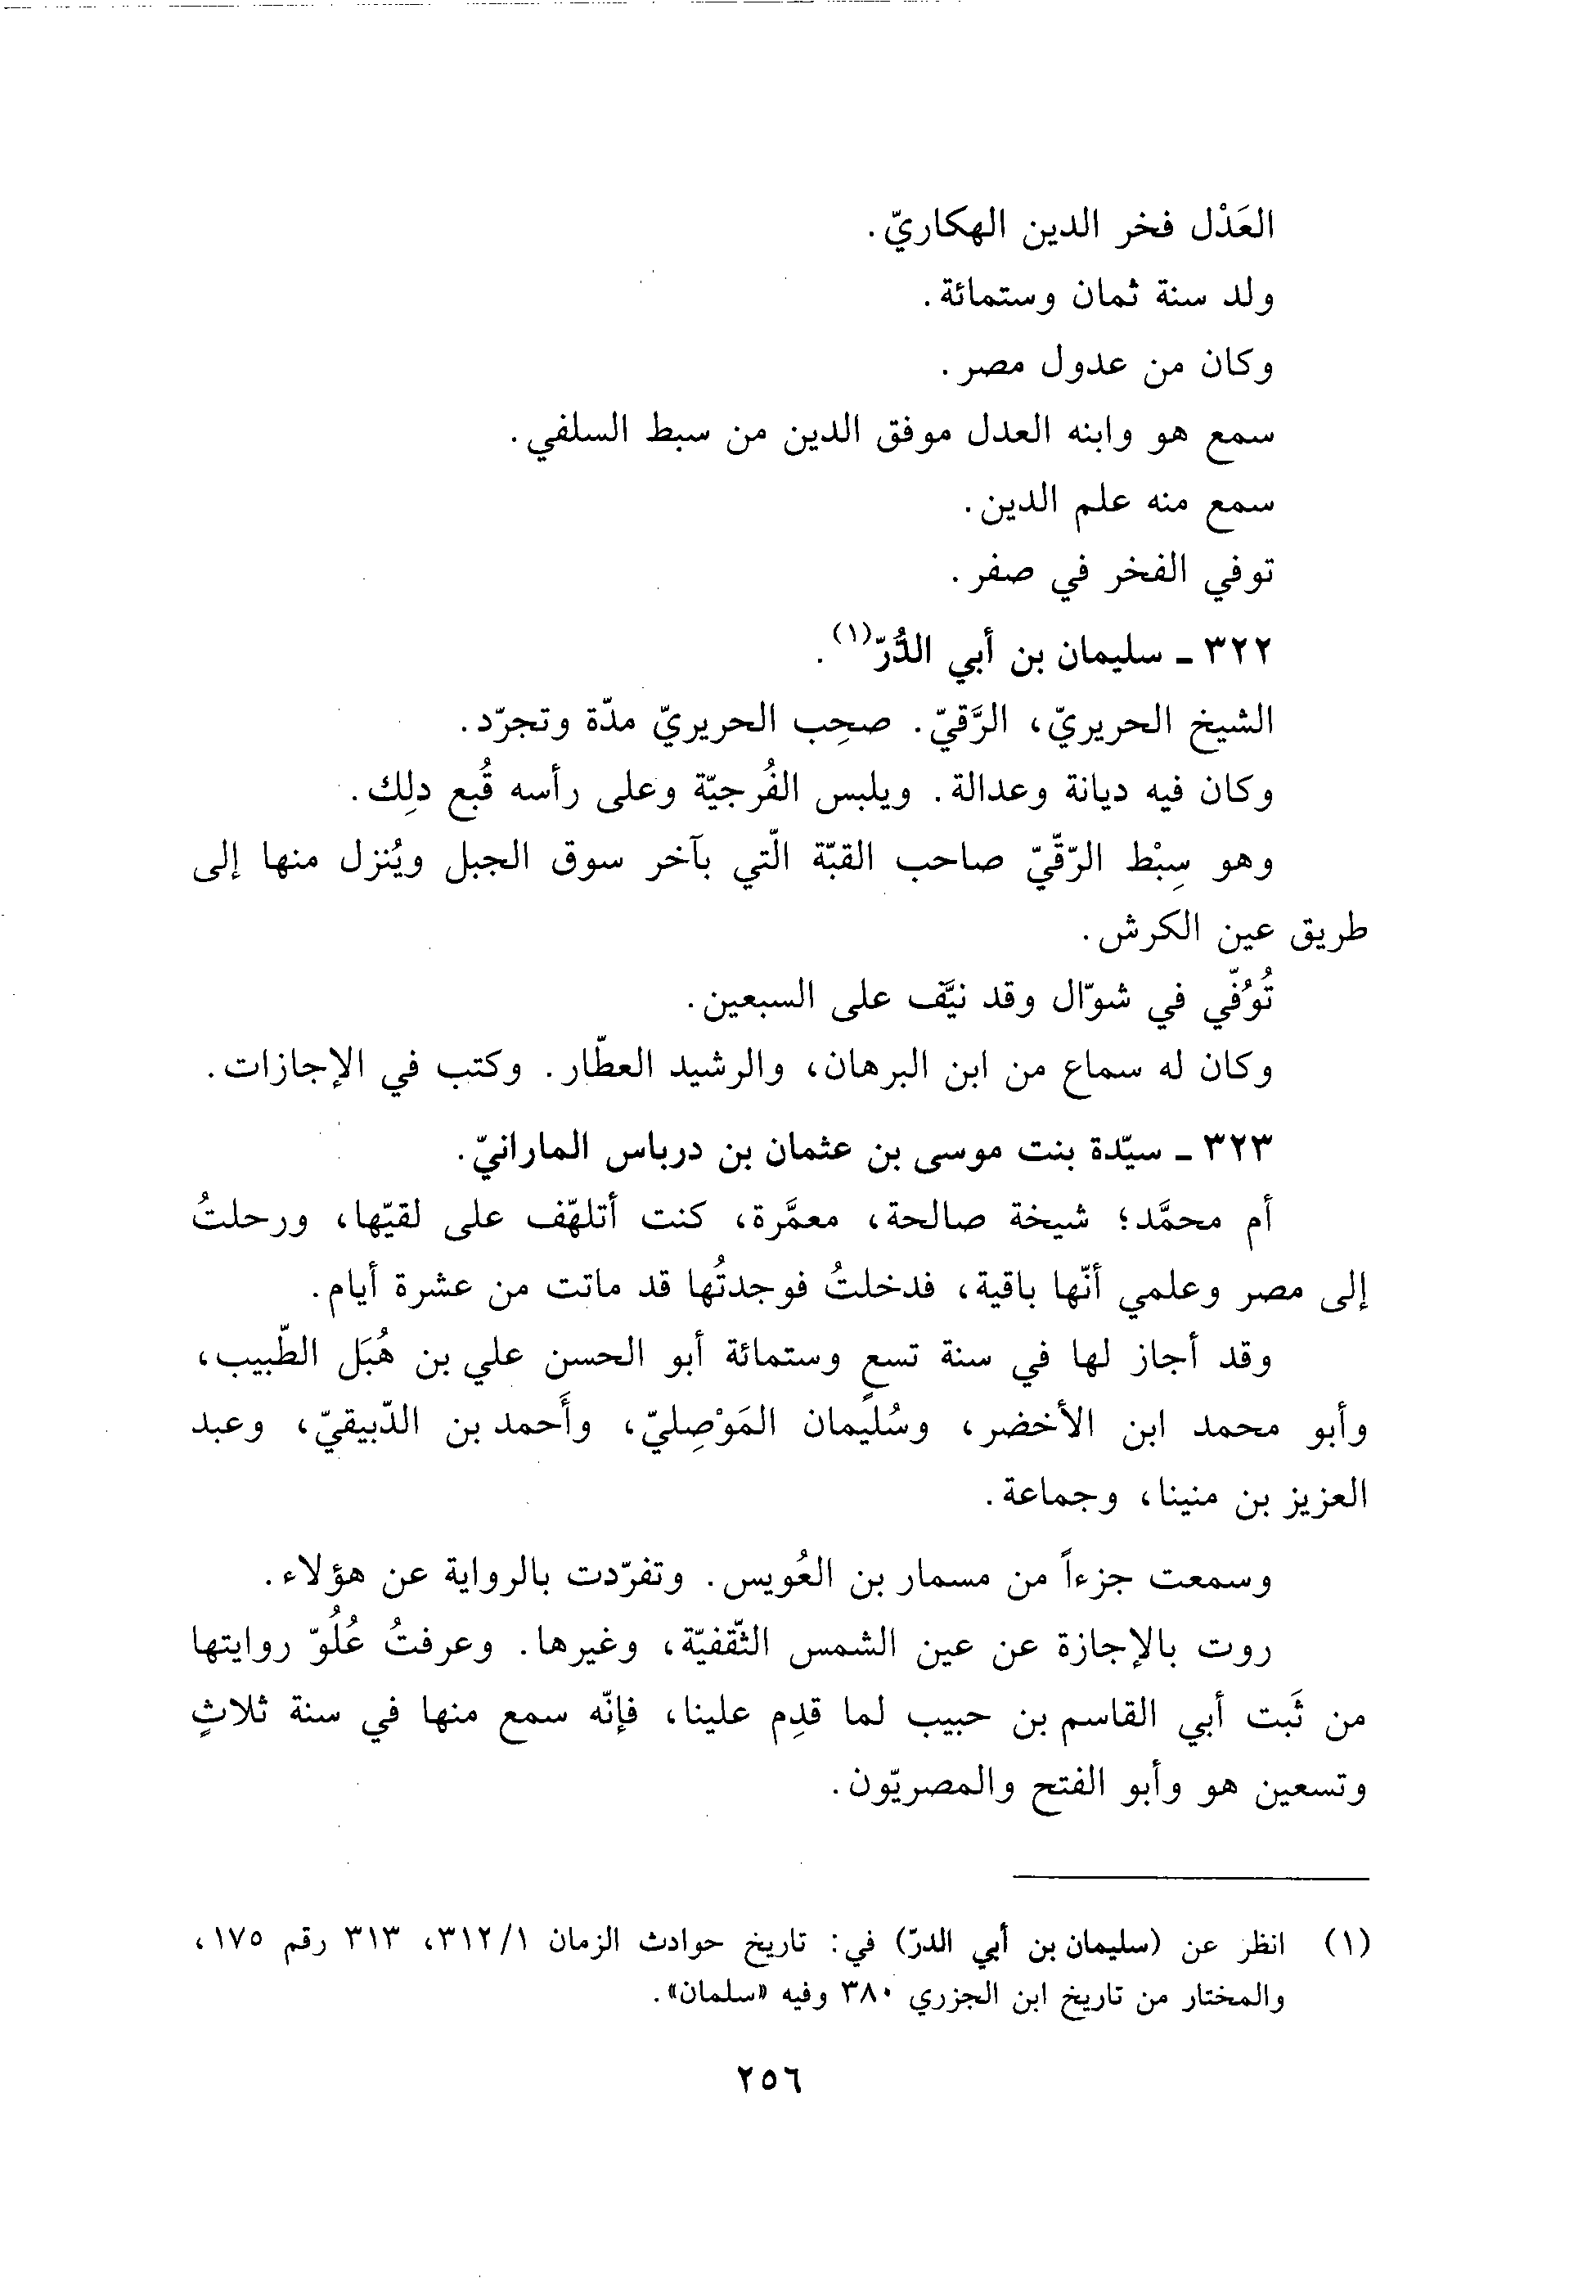 العَدْل فخر الدين الهكاريّ.
ولد سنة ثمان وستمائة.
وكان من عدول مصر.
سمع هو وابنه العدل موفق الدين من سبط السلفي.
سمع منه علم الدين.
توفي الفخر في صفر.
٣٢٢ ـ سليمان بن أبي الدُّرّ(١).
الشيخ الحريريّ، الرَّقيّ. صحِب الحريريّ مدّة وتجرّد.
وكان فيه ديانة وعدالة. ويلبس الفُرجيّة وعلى رأسه قُبع دلِك.
وهو سِبْط الرّقّيّ صاحب القبّة الّتي بآخر سوق الجبل ويُنزل منها إلى
طريق عين الكرش.
تُوُفّي في شوّال وقد نيَّف على السبعين.
وكان له سماع من ابن البرهان، والرشيد العطّار. وكتب في الإجازات.
٣٢٣ ـ سيّدة بنت موسى بن عثمان بن درباس المارانيّ.
أم محمَّد؛ شيخة صالحة، معمَّرة، كنت أتلهّف على لقيّها، ورحلتُ
إلى مصر وعلمي أنّها باقية، فدخلتُ فوجدتُها قد ماتت من عشرة أيام.
وقد أجاز لها في سنة تسعٍ وستمائة أبو الحسن علي بن هُبَل الطّبيب،
وأبو محمد ابن الأخضر، وسُليمان المَوْصِليّ، وأَحمد بن الدّبيقيّ، وعبد
العزيز بن منينا، وجماعة.
وسمعت جزءاً من مسمار بن العُويس. وتفرّدت بالرواية عن هؤلاء.
روت بالإجازة عن عين الشمس الثّقفيّة، وغيرها. وعرفتُ عُلُوّ روايتها
من ثَبت أبي القاسم بن حبيب لما قدِم علينا، فإنّه سمع منها في سنة ثلاثٍ
وتسعين هو وأبو الفتح والمصريّون.
(١) انظر عن (سليمان بن أبي الدرّ) في: تاريخ حوادث الزمان ٣١٢/١، ٣١٣ رقم ١٧٥،
والمختار من تاريخ ابن الجزري ٣٨٠ وفيه «سلمان».
٢٥٦